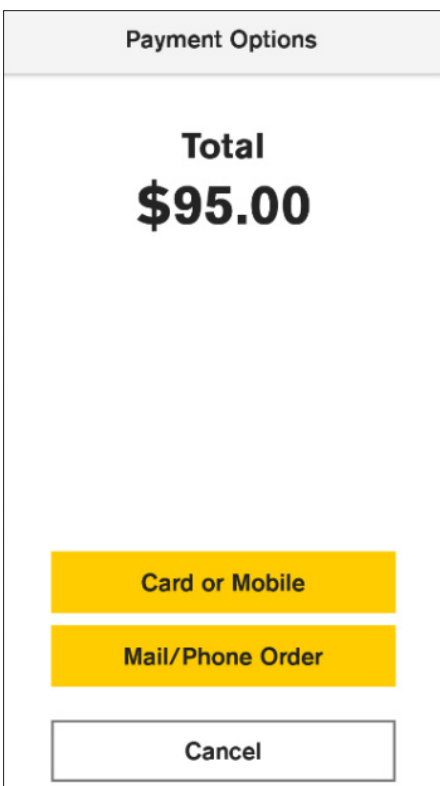 Payment Options
Total
$95.00
Card or Mobile
Mail/Phone Order
Cancel